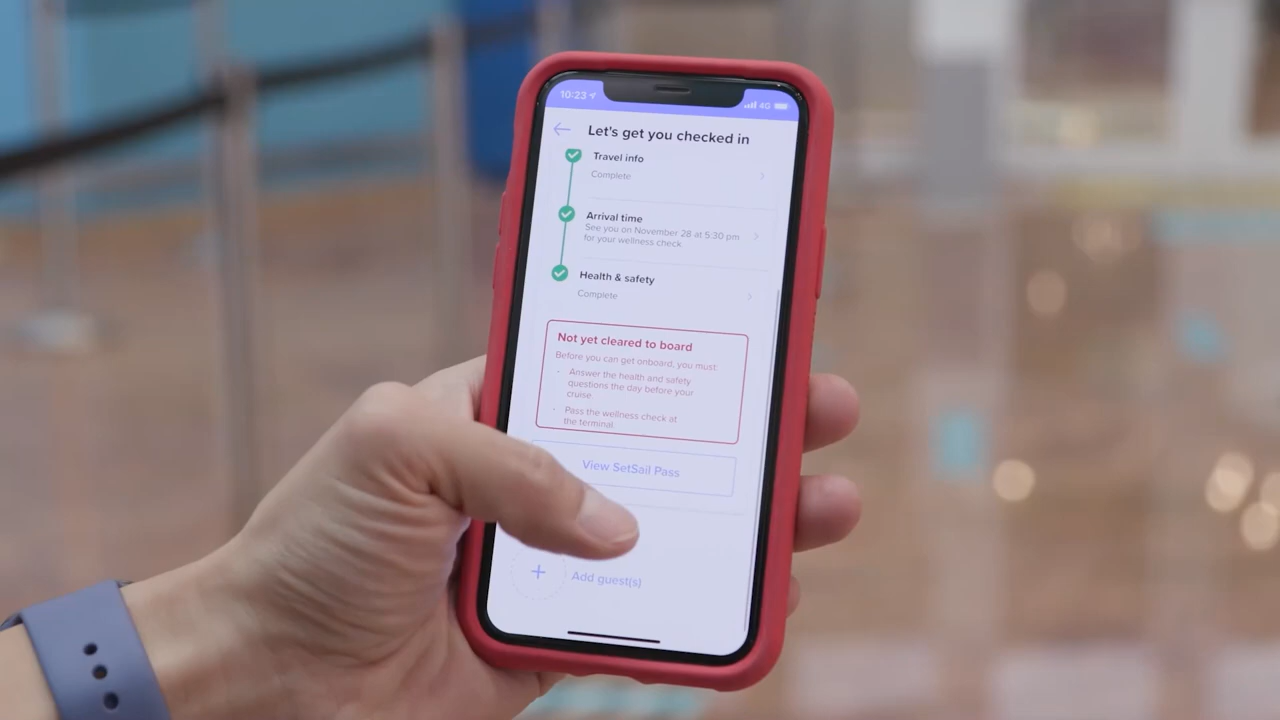 10:23
4G
Let's get you checked in
Travel info
Complete
Arrival time
See you on November 28 at 5:30 pm
for your wellness check.
Health & safety
Complete
Not yet cleared to board
Before you can get onboard, you must:
· Answer the health and safety
questions the day before your
cruise
· Pass the wellness check at
the terminal
View SetSail Pass
+ Add guest(s)